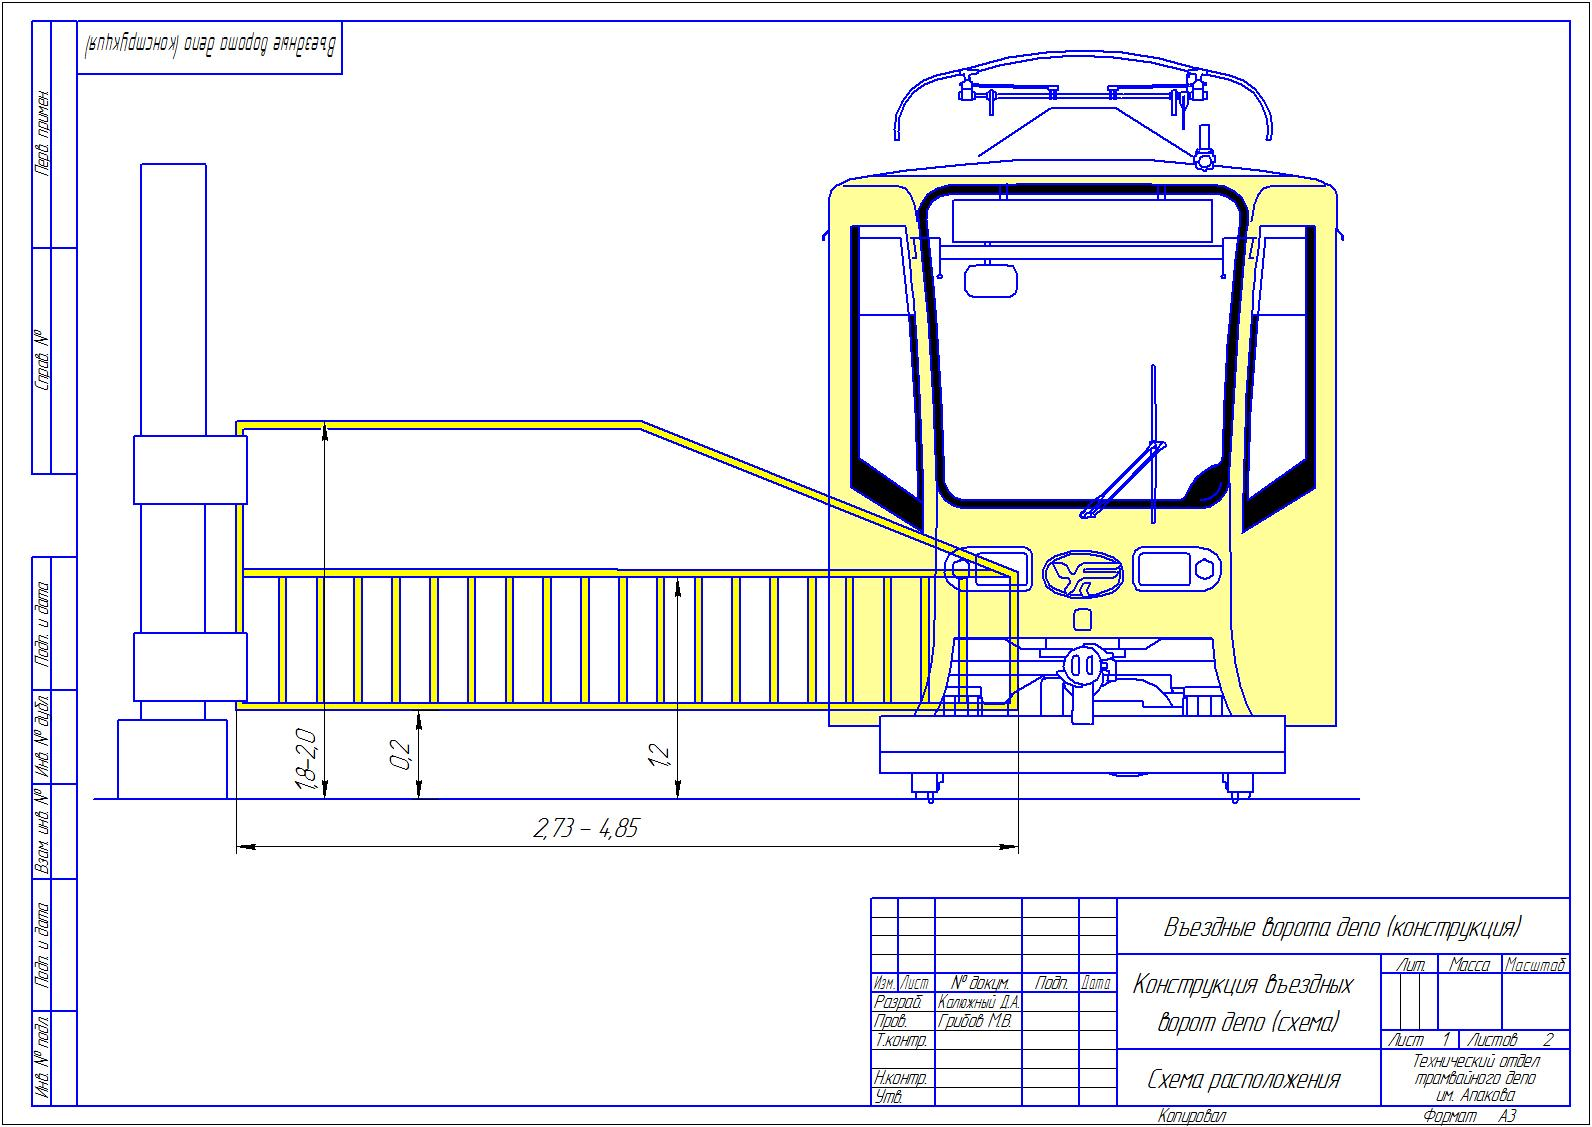 Въездные ворота депо (конструкция)
Перв. примен.
Справ. №
Подп. и дата
Инв. № дубл.
Взам. инв. №
Подп. и дата
Инв. № подл.
1,8-2,0
0,2
1,2
2,73 - 4,85
Въездные ворота депо (конструкция)
Конструкция въездных
ворот депо (схема)
Схема расположения
Лит. Масса Масштаб
Лист 1 Листов 2
Технический отдел
трамвайного депо
им. Апакова
Изм. Лист № докум. Подп. Дата
Разраб. Калюжный Д.А.
Пров. Грибов М.В.
Т.контр.
Н.контр.
Утв.
Копировал Формат А3